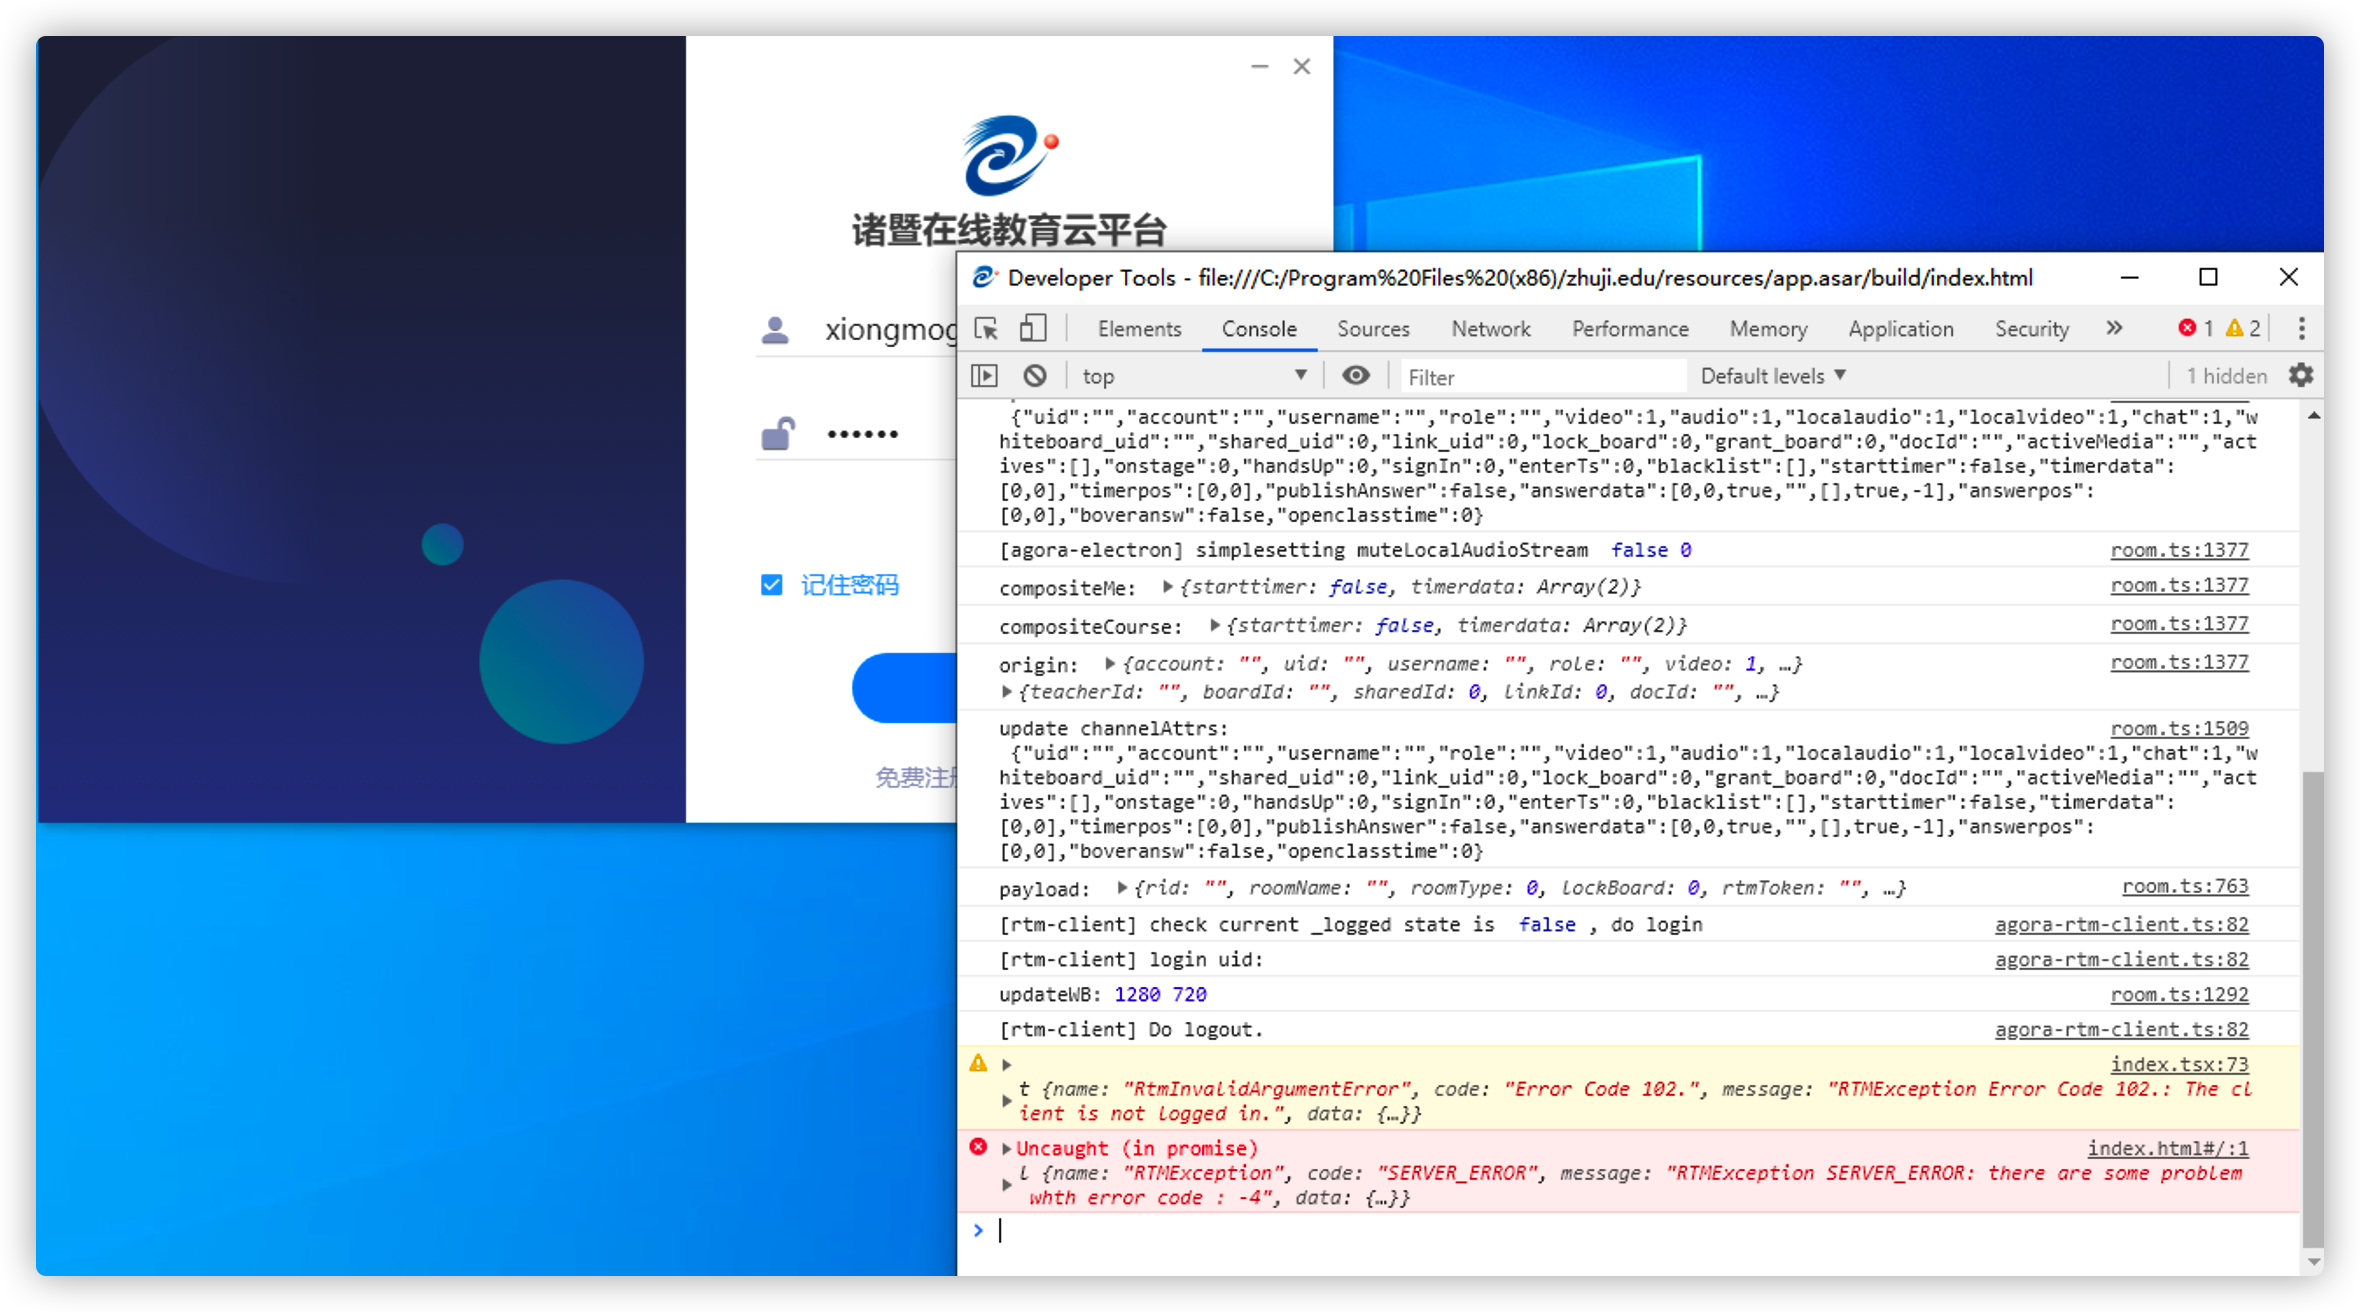 诸暨在线教育云平台
xiongmog
••••••
记住密码
免费注册
Developer Tools - file:///C:/Program%20Files%20(x86)/zhuji.edu/resources/app.asar/build/index.html
Elements Console Sources Network Performance Memory Application Security » 1 2
top Filter Default levels ▼ 1 hidden
{"uid":"","account":"","username":"","role":"","video":1,"audio":1,"localaudio":1,"localvideo":1,"chat":1,"w
hiteboard_uid":"","shared_uid":0,"link_uid":0,"lock_board":0,"grant_board":0,"docId":"","activeMedia":"","act
ives":[],"onstage":0,"handsUp":0,"signIn":0,"enterTs":0,"blacklist":[],"starttimer":false,"timerdata":
[0,0],"timerpos":[0,0],"publishAnswer":false,"answerdata":[0,0,true,"",[],true,-1],"answerpos":
[0,0],"boveransw":false,"openclasstime":0}
[agora-electron] simplesetting muteLocalAudioStream false 0 room.ts:1377
compositeMe: ▶{starttimer: false, timerdata: Array(2)} room.ts:1377
compositeCourse: ▶{starttimer: false, timerdata: Array(2)} room.ts:1377
origin: ▶{account: "", uid: "", username: "", role: "", video: 1, …} room.ts:1377
▶{teacherId: "", boardId: "", sharedId: 0, linkId: 0, docId: "", …}
update channelAttrs: room.ts:1509
{"uid":"","account":"","username":"","role":"","video":1,"audio":1,"localaudio":1,"localvideo":1,"chat":1,"w
hiteboard_uid":"","shared_uid":0,"link_uid":0,"lock_board":0,"grant_board":0,"docId":"","activeMedia":"","act
ives":[],"onstage":0,"handsUp":0,"signIn":0,"enterTs":0,"blacklist":[],"starttimer":false,"timerdata":
[0,0],"timerpos":[0,0],"publishAnswer":false,"answerdata":[0,0,true,"",[],true,-1],"answerpos":
[0,0],"boveransw":false,"openclasstime":0}
payload: ▶{rid: "", roomName: "", roomType: 0, lockBoard: 0, rtmToken: "", …} room.ts:763
[rtm-client] check current _logged state is false , do login agora-rtm-client.ts:82
[rtm-client] login uid: agora-rtm-client.ts:82
updateWB: 1280 720 room.ts:1292
[rtm-client] Do logout. agora-rtm-client.ts:82
▶ index.tsx:73
▶ t {name: "RtmInvalidArgumentError", code: "Error Code 102.", message: "RTMException Error Code 102.: The cl
ient is not logged in.", data: {…}}
▶Uncaught (in promise) index.html#/:1
▶ l {name: "RTMException", code: "SERVER_ERROR", message: "RTMException SERVER_ERROR: there are some problem
whth error code : -4", data: {…}}